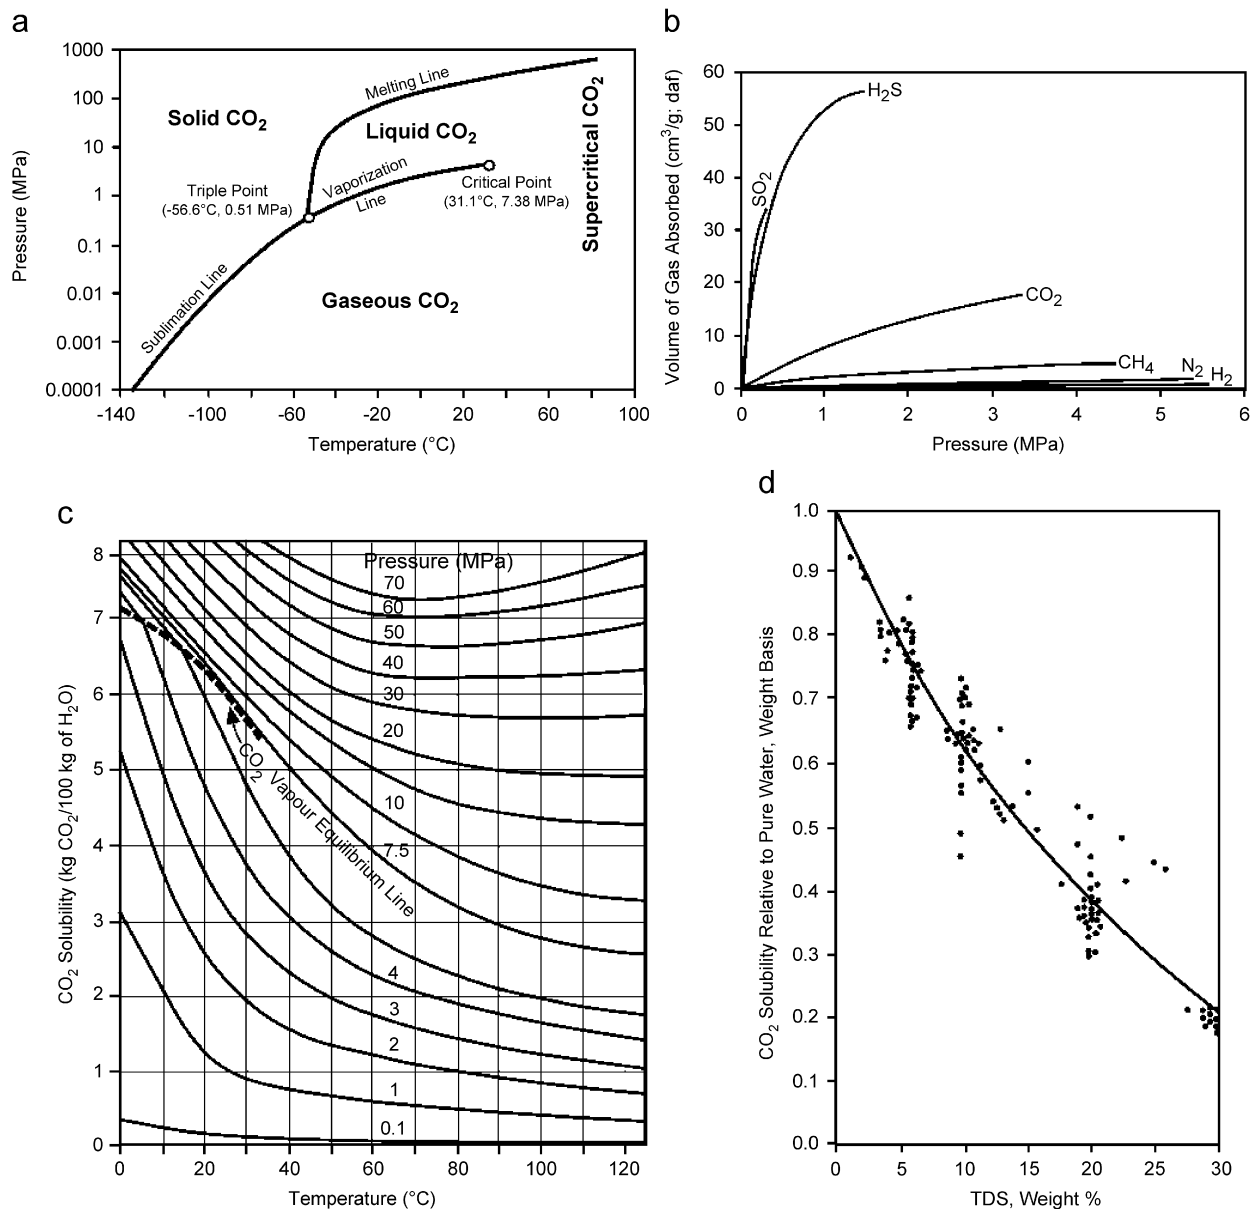 a
1000
100
10
1
0.1
0.01
0.001
0.0001
Pressure (MPa)
Solid CO2
Melting Line
Liquid CO2
Supercritical CO2
Vaporization
Line
Triple Point
(-56.6°C, 0.51 MPa)
Critical Point
(31.1°C, 7.38 MPa)
Sublimation Line
Gaseous CO2
-140 -100 -60 -20 20 60 100
Temperature (°C)
b
60
50
40
30
20
10
0
Volume of Gas Absorbed (cm3/g; daf)
H2S
SO2
CO2
CH4
N2
H2
0 1 2 3 4 5 6
Pressure (MPa)
c
8
7
6
5
4
3
2
1
0
CO2 Solubility (kg CO2/100 kg of H2O)
Pressure (MPa)
70
60
50
40
30
20
10
7.5
4
3
2
1
0.1
CO2 Vapour Equilibrium Line
0 20 40 60 80 100 120
Temperature (°C)
d
1.0
0.9
0.8
0.7
0.6
0.5
0.4
0.3
0.2
0.1
0.0
CO2 Solubility Relative to Pure Water, Weight Basis
0 5 10 15 20 25 30
TDS, Weight %